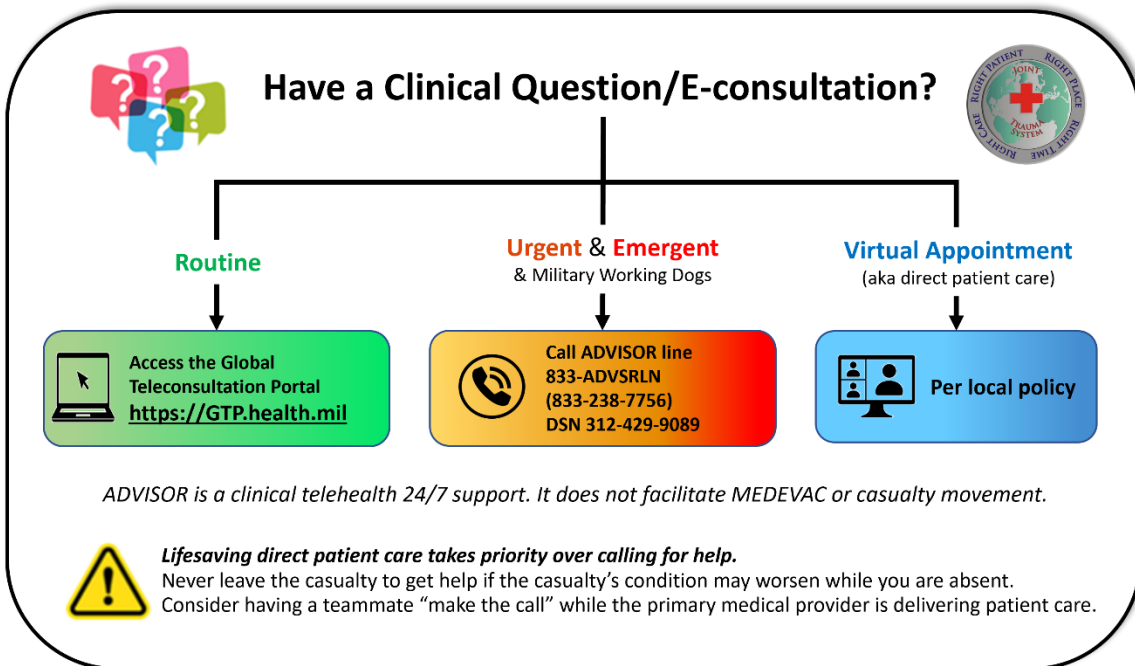 Have a Clinical Question/E-consultation?
RIGHT PATIENT RIGHT PLACE RIGHT TIME RIGHT CARE
JOINT
TRAUMA
SYSTEM
? ? ? ?
Routine
Access the Global
Teleconsultation Portal
https://GTP.health.mil
Urgent & Emergent
& Military Working Dogs
Call ADVISOR line
833-ADVSRLN
(833-238-7756)
DSN 312-429-9089
Virtual Appointment
(aka direct patient care)
Per local policy
ADVISOR is a clinical telehealth 24/7 support. It does not facilitate MEDEVAC or casualty movement.
Lifesaving direct patient care takes priority over calling for help.
Never leave the casualty to get help if the casualty’s condition may worsen while you are absent.
Consider having a teammate “make the call” while the primary medical provider is delivering patient care.